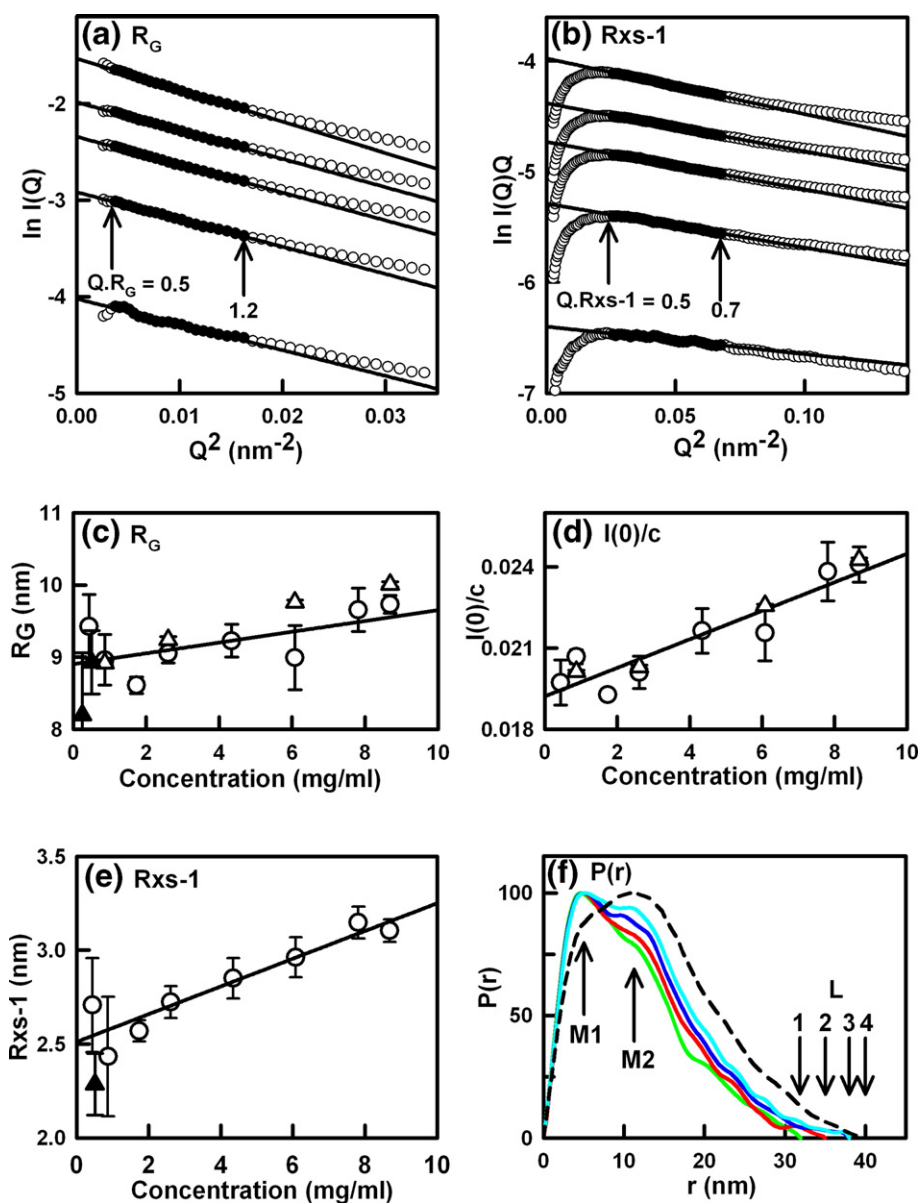 (a) R_G
ln I(Q)
-2
-3
-4
-5
Q.R_G = 0.5
1.2
0.00 0.01 0.02 0.03
Q² (nm⁻²)
(b) Rxs-1
ln I(Q)Q
-4
-5
-6
-7
Q.Rxs-1 = 0.5
0.7
0.00 0.05 0.10
Q² (nm⁻²)
(c) R_G
R_G (nm)
11
10
9
8
0 2 4 6 8 10
Concentration (mg/ml)
(d) I(0)/c
I(0)/c
0.024
0.021
0.018
0 2 4 6 8 10
Concentration (mg/ml)
(e) Rxs-1
Rxs-1 (nm)
3.5
3.0
2.5
2.0
0 2 4 6 8 10
Concentration (mg/ml)
(f) P(r)
P(r)
100
50
0
M1
M2
L
1 2 3 4
0 10 20 30 40
r (nm)